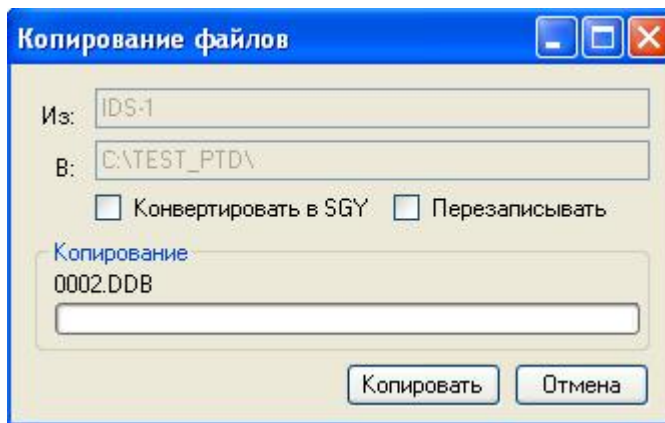 Копирование файлов
Из: IDS-1
В: C:\TEST_PTD\
Конвертировать в SGY Перезаписывать
Копирование
0002.DDB
Копировать Отмена